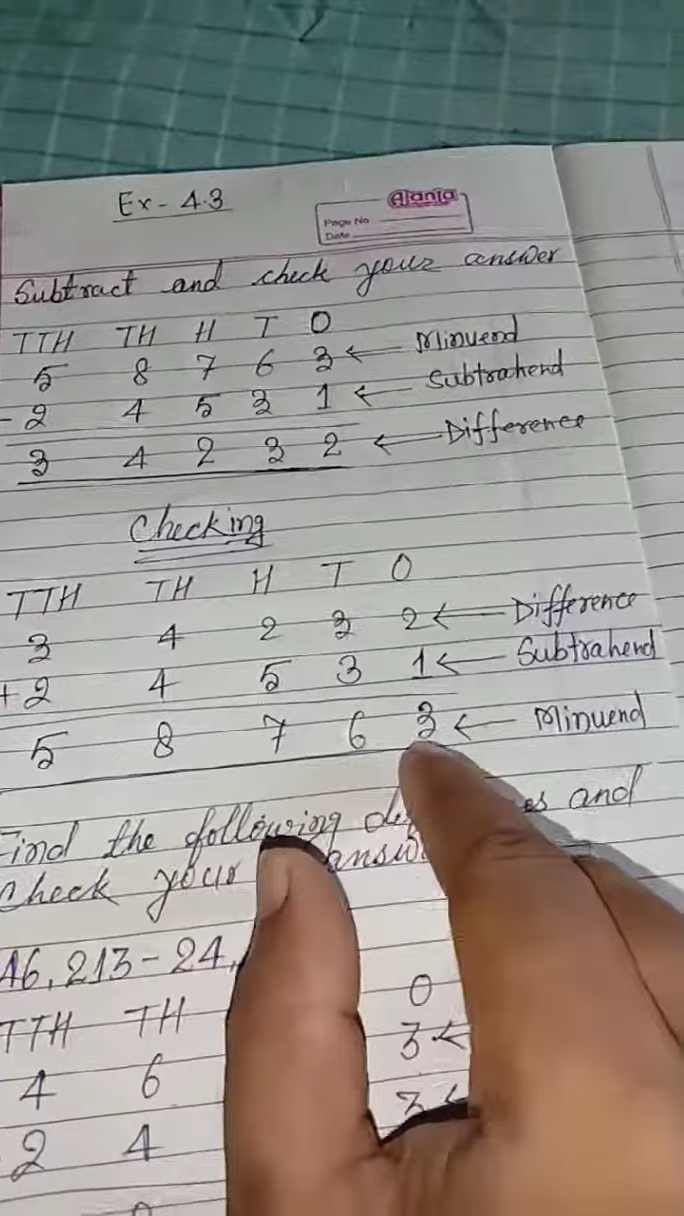 Ex - 4.3
Ajanta
Page No
Date
Subtract and check your answer
TTH TH H T O
5 8 7 6 3 ← Minuend
- 2 4 5 3 1 ← Subtrahend
3 4 2 3 2 ← Difference
Checking
TTH TH H T O
3 4 2 3 2 ← Difference
+ 2 4 5 3 1 ← Subtrahend
5 8 7 6 3 ← Minuend
Find the following and
Check your
46,213 - 24,
TTH TH O
4 6 3 ←
2 4 3 ←